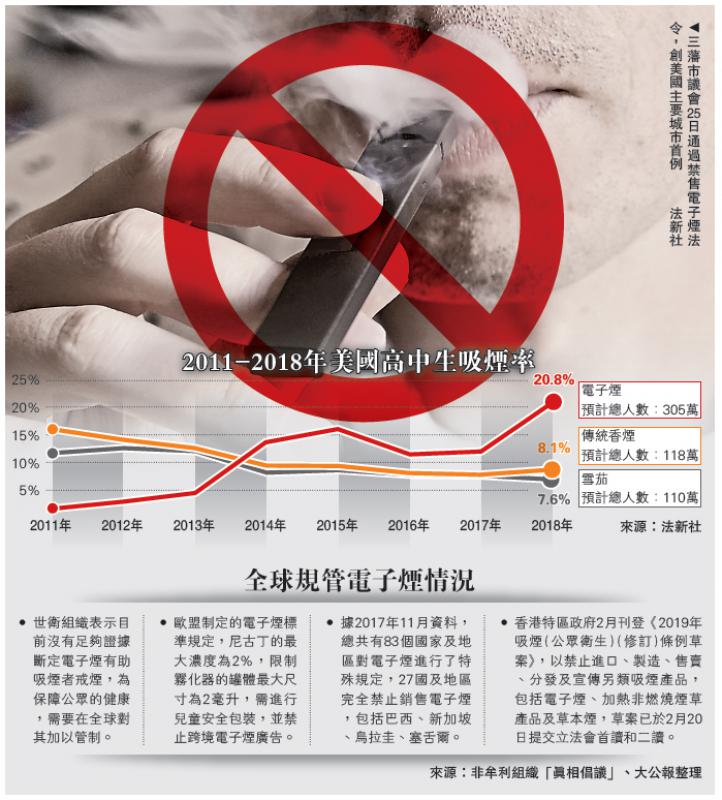 ◀三藩市議會25日通過禁售電子煙法
令，創美國主要城市首例 法新社
2011-2018年美國高中生吸煙率
25%
20%
15%
10%
5%
20.8%
8.1%
7.6%
電子煙
預計總人數：305萬
傳統香煙
預計總人數：118萬
雪茄
預計總人數：110萬
2011年 2012年 2013年 2014年 2015年 2016年 2017年 2018年
來源：法新社
全球規管電子煙情況
● 世衛組織表示目
前沒有足夠證據
斷定電子煙有助
吸煙者戒煙，為
保障公眾的健康
，需要在全球對
其加以管制。
● 歐盟制定的電子煙標
準規定，尼古丁的最
大濃度為2%，限制
霧化器的罐體最大尺
寸為2毫升，需進行
兒童安全包裝，並禁
止跨境電子煙廣告。
● 據2017年11月資料，
總共有83個國家及地
區對電子煙進行了特
殊規定，27國及地區
完全禁止銷售電子煙
，包括巴西、新加坡
、烏拉圭、塞舌爾。
● 香港特區政府2月刊登《2019年
吸煙(公眾衛生)(修訂)條例草
案》，以禁止進口、製造、售賣
、分發及宣傳另類吸煙產品，
包括電子煙、加熱非燃燒煙草
產品及草本煙，草案已於2月20
日提交立法會首讀和二讀。
來源：非牟利組織「真相倡議」、大公報整理